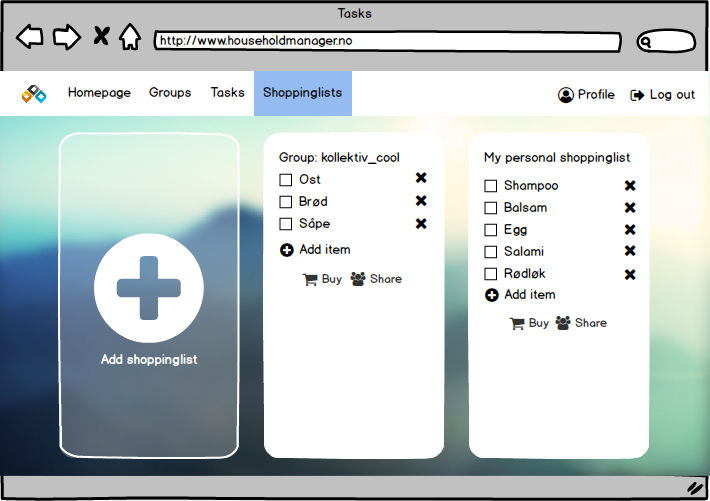 Tasks
http://www.householdmanager.no
Homepage Groups Tasks Shoppinglists Profile Log out
Add shoppinglist
Group: kollektiv_cool
Ost
Brød
Såpe
Add item
Buy Share
My personal shoppinglist
Shampoo
Balsam
Egg
Salami
Rødløk
Add item
Buy Share